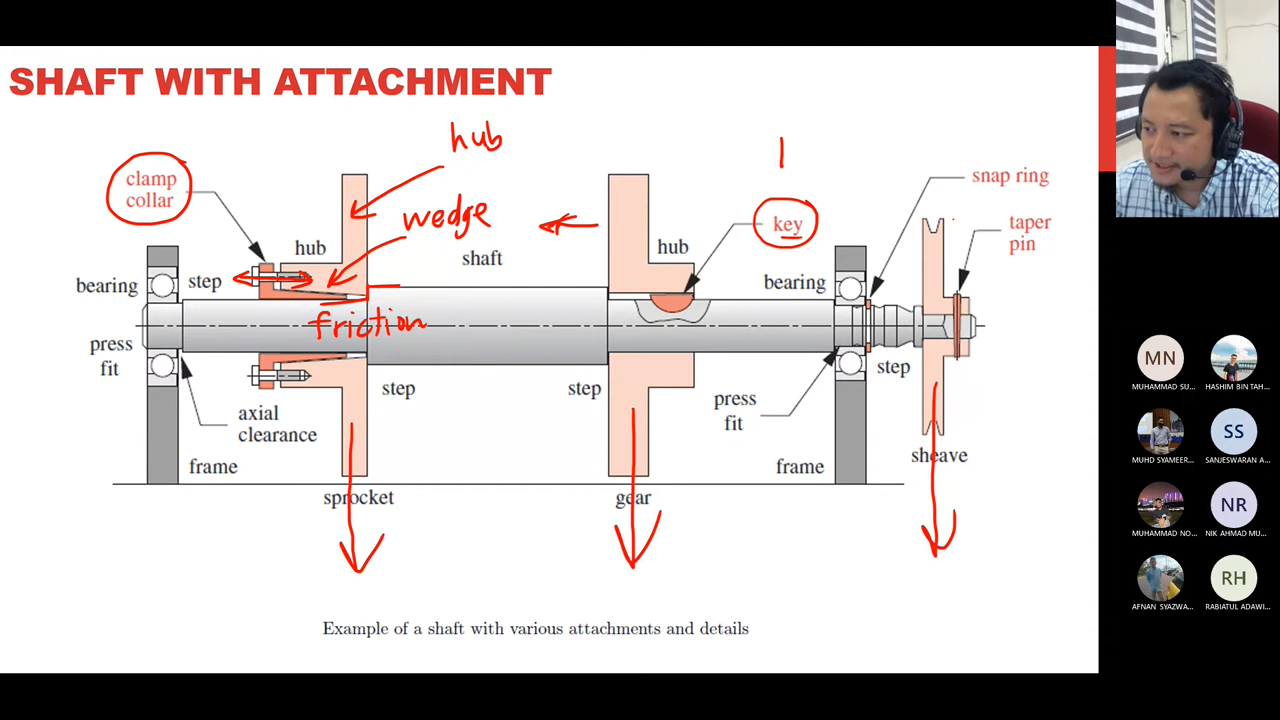 SHAFT WITH ATTACHMENT
hub
clamp
collar
wedge
key
snap ring
taper
pin
hub
shaft
hub
bearing
step
bearing
friction
press
fit
step
step
step
press
fit
axial
clearance
frame
frame
sheave
sprocket
gear
Example of a shaft with various attachments and details
MN
MUHAMMAD SU...
HASHIM BIN TAH...
SS
MUHD SYAMEER...
SANJESWARAN A...
NR
MUHAMMAD NO...
NIK AHMAD MU...
RH
AFNAN SYAZWA...
RABIATUL ADAWI...